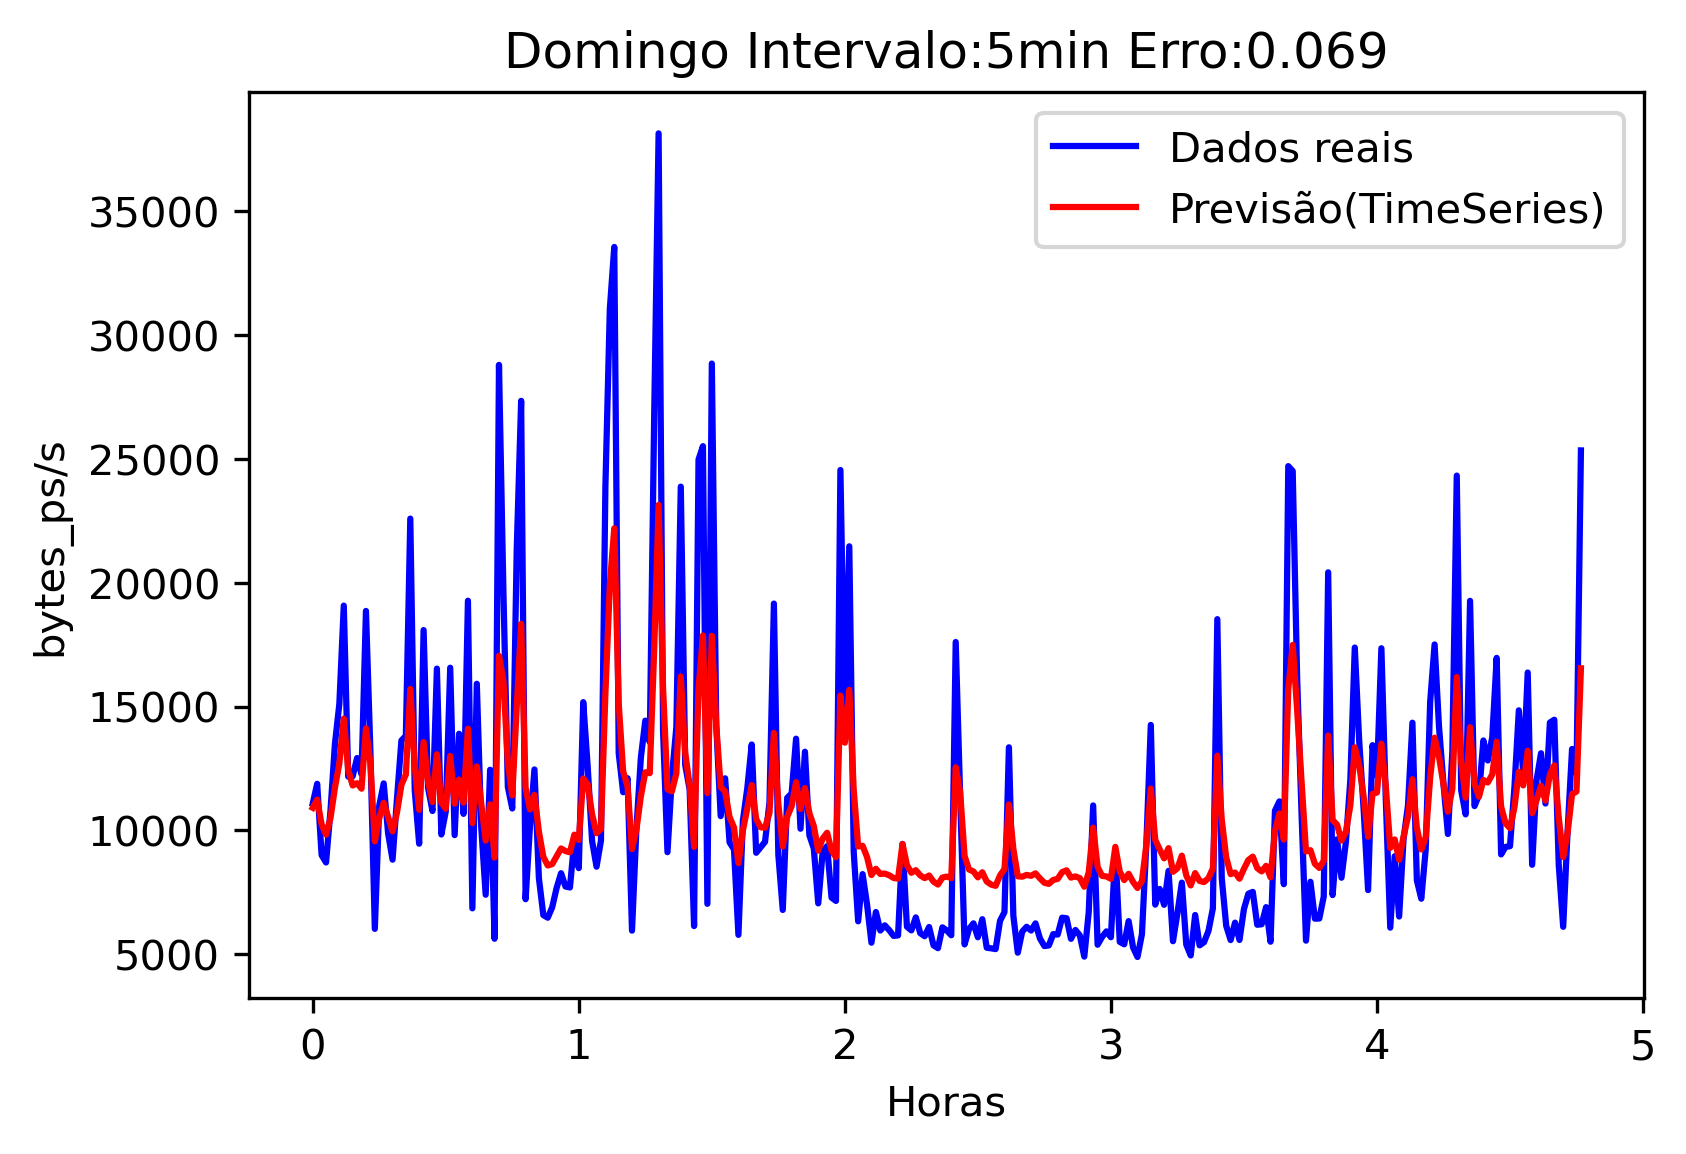 Domingo Intervalo:5min Erro:0.069
Dados reais
Previsão(TimeSeries)
35000
30000
25000
20000
15000
10000
5000
bytes_ps/s
0 1 2 3 4 5
Horas